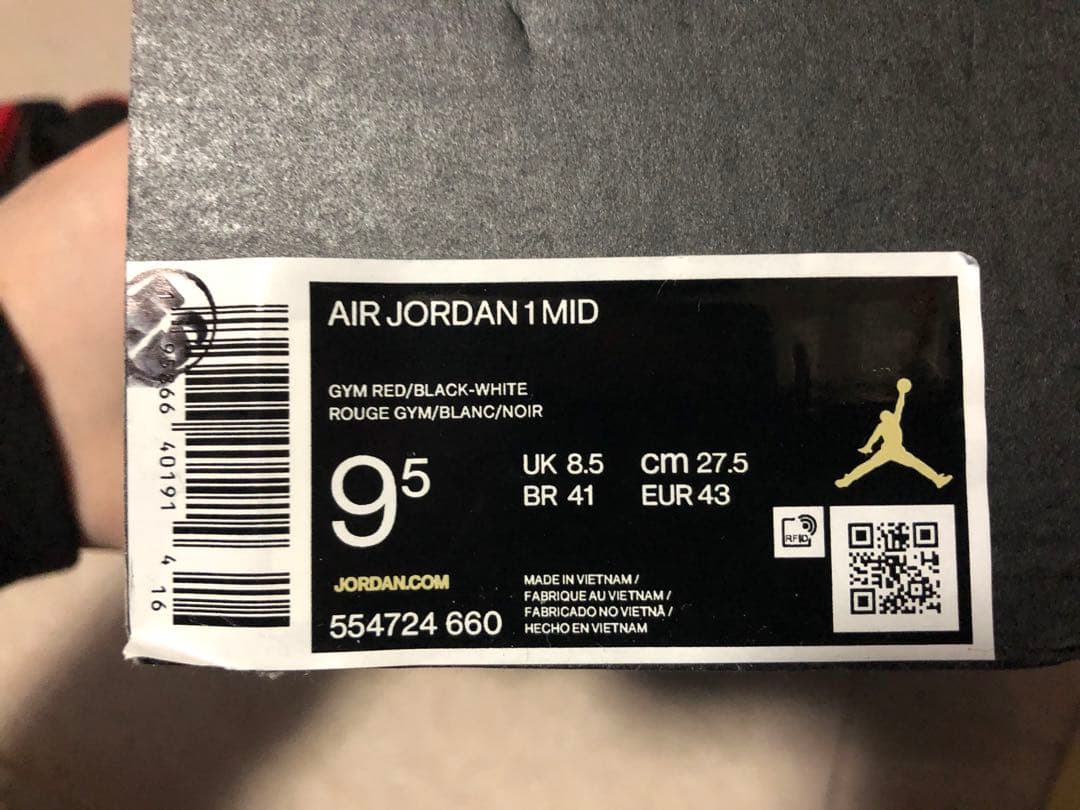 AIR JORDAN 1 MID
GYM RED/BLACK-WHITE
ROUGE GYM/BLANC/NOIR
9⁵
UK 8.5 cm 27.5
BR 41 EUR 43
RFID
JORDAN.COM
554724 660
MADE IN VIETNAM /
FABRIQUE AU VIETNAM /
FABRICADO NO VIETNÃ /
HECHO EN VIETNAM
40191 4 16